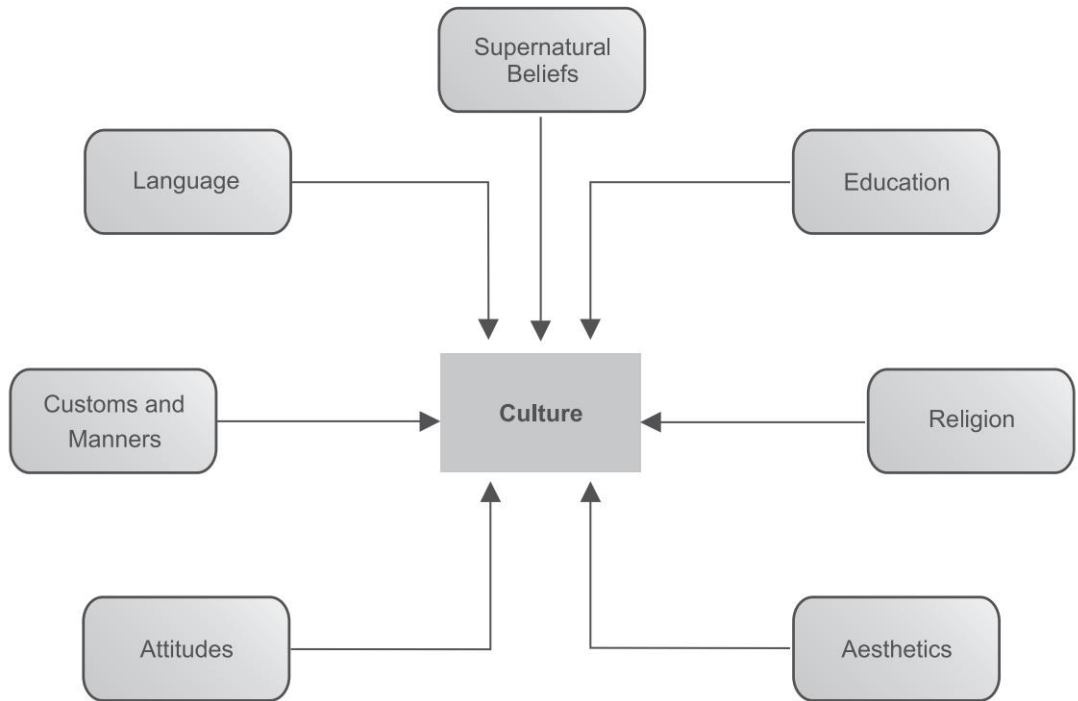 Supernatural
Beliefs
Language
Education
Customs and
Manners
Culture
Religion
Attitudes
Aesthetics